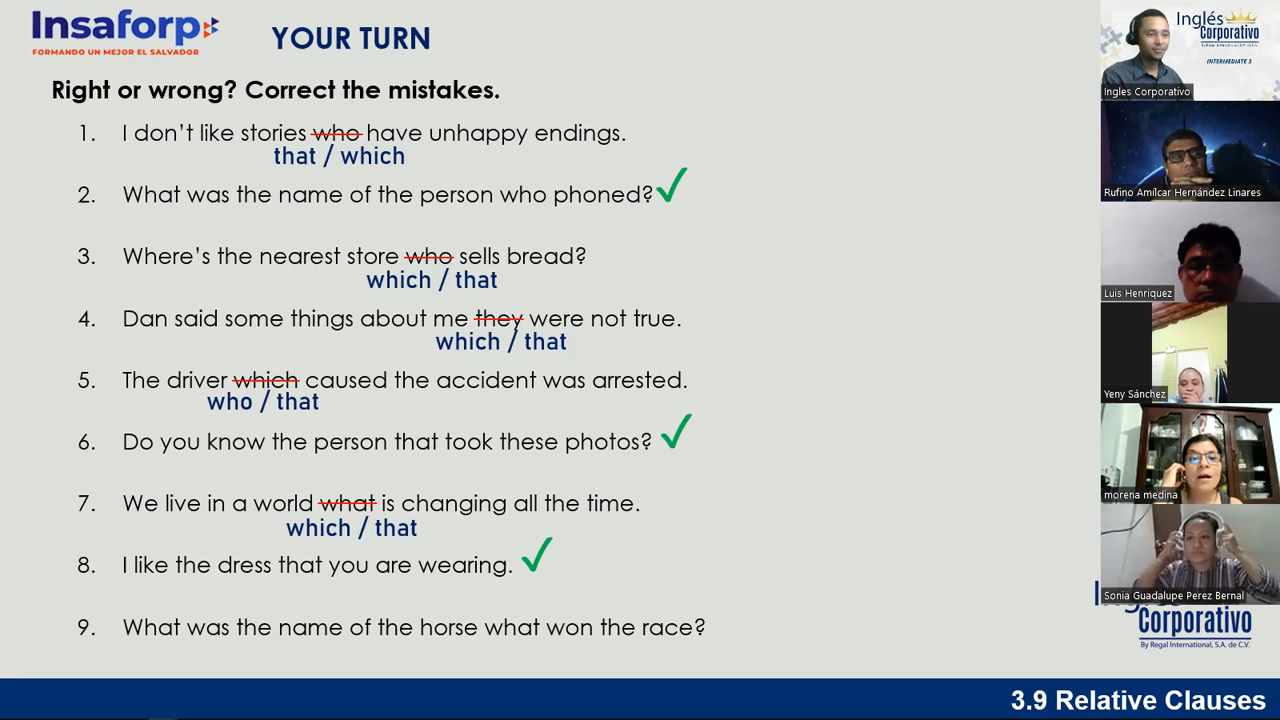 Insaforp
FORMANDO UN MEJOR EL SALVADOR
YOUR TURN
Right or wrong? Correct the mistakes.
1. I don't like stories who have unhappy endings.
that / which
2. What was the name of the person who phoned?
3. Where's the nearest store who sells bread?
which / that
4. Dan said some things about me they were not true.
which / that
5. The driver which caused the accident was arrested.
who / that
6. Do you know the person that took these photos?
7. We live in a world what is changing all the time.
which / that
8. I like the dress that you are wearing.
9. What was the name of the horse what won the race?
Inglés
Corporativo
By Regal International, S.A. de C.V.
INTERMEDIATE 3
Ingles Corporativo
Rufino Amílcar Hernández Linares
Luis Henriquez
Yeny Sánchez
morena medina
Sonia Guadalupe Perez Bernal
Corporativo
By Regal International, S.A. de C.V.
3.9 Relative Clauses